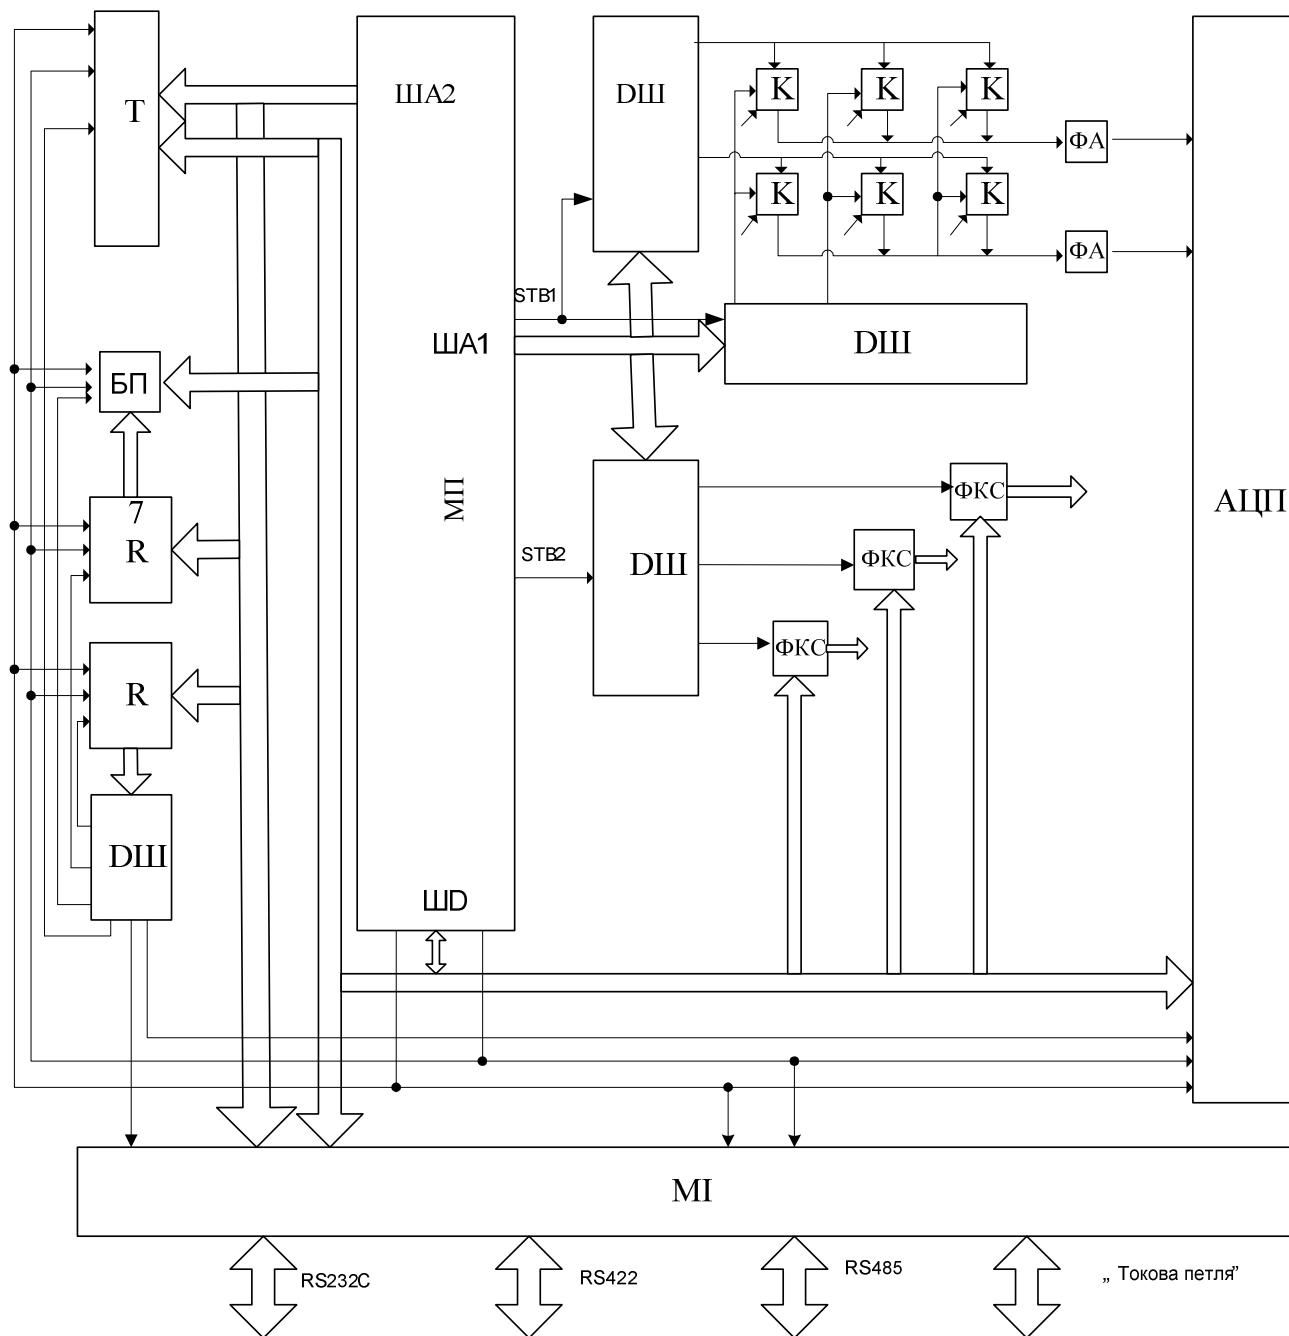 Т
ША2
DШ
К
К
К
ФА
К
К
К
ФА
STB1
ША1
DШ
БП
МП
7
R
STB2
DШ
ФКС
ФКС
ФКС
АЦП
R
DШ
ШD
МІ
RS232C
RS422
RS485
„ Токова петля”